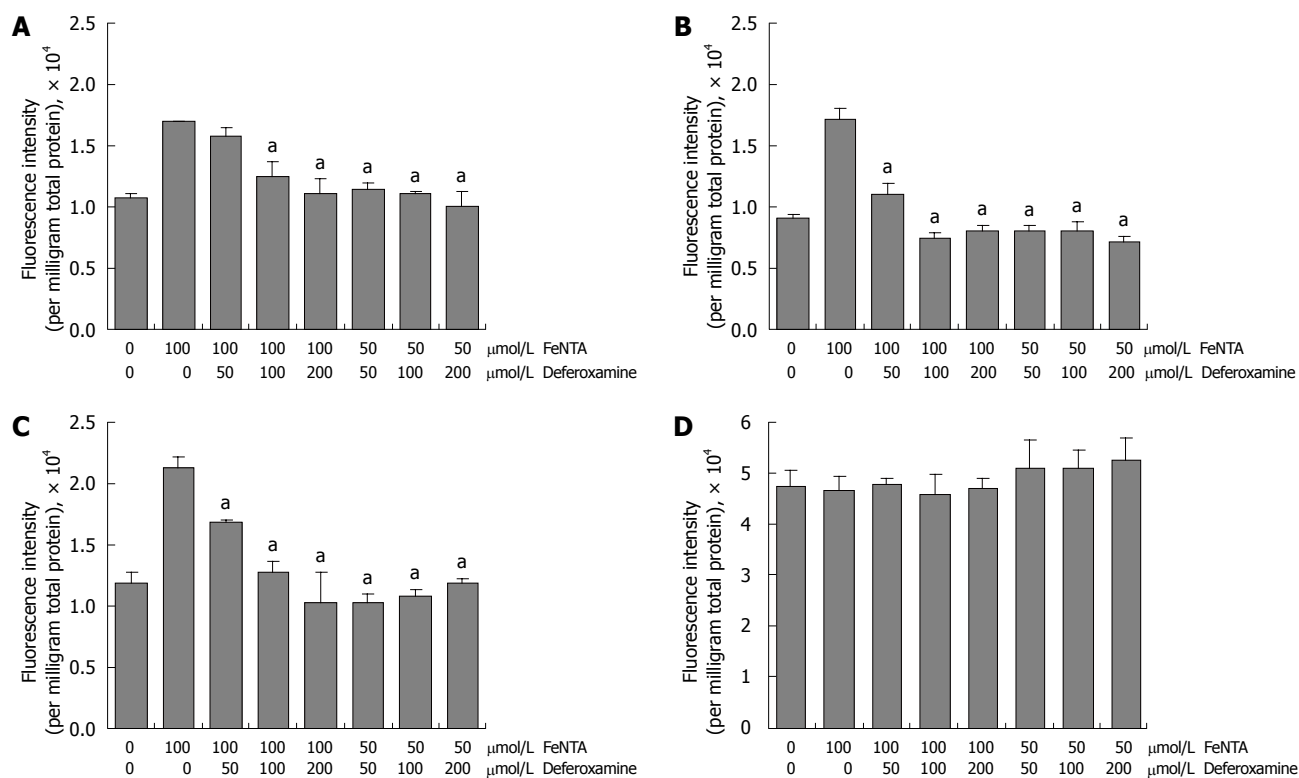 A
Fluorescence intensity
(per milligram total protein), × 10⁴
2.5
2.0
1.5
1.0
0.5
0.0
a a a a a
0 100 100 100 100 50 50 50 μmol/L FeNTA
0 0 50 100 200 50 100 200 μmol/L Deferoxamine
B
Fluorescence intensity
(per milligram total protein), × 10⁴
2.5
2.0
1.5
1.0
0.5
0.0
a a a a a a
0 100 100 100 100 50 50 50 μmol/L FeNTA
0 0 50 100 200 50 100 200 μmol/L Deferoxamine
C
Fluorescence intensity
(per milligram total protein), × 10⁴
2.5
2.0
1.5
1.0
0.5
0.0
a a a a a a
0 100 100 100 100 50 50 50 μmol/L FeNTA
0 0 50 100 200 50 100 200 μmol/L Deferoxamine
D
Fluorescence intensity
(per milligram total protein), × 10⁴
6
5
4
3
2
1
0
0 100 100 100 100 50 50 50 μmol/L FeNTA
0 0 50 100 200 50 100 200 μmol/L Deferoxamine